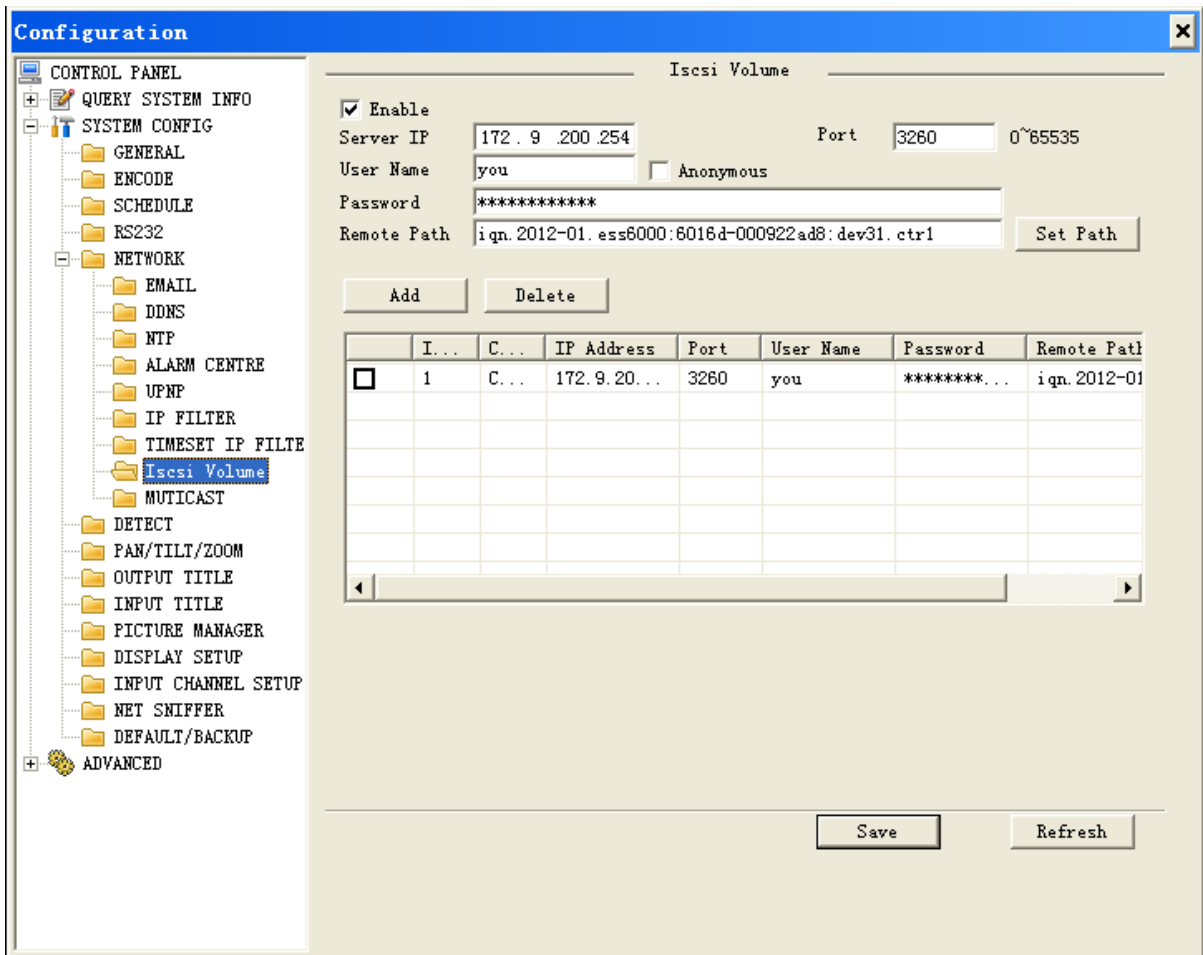 Configuration
CONTROL PANEL
QUERY SYSTEM INFO
SYSTEM CONFIG
GENERAL
ENCODE
SCHEDULE
RS232
NETWORK
EMAIL
DDNS
NTP
ALARM CENTRE
UPNP
IP FILTER
TIMESET IP FILTE
Iscsi Volume
MUTICAST
DETECT
PAN/TILT/ZOOM
OUTPUT TITLE
INPUT TITLE
PICTURE MANAGER
DISPLAY SETUP
INPUT CHANNEL SETUP
NET SNIFFER
DEFAULT/BACKUP
ADVANCED
Iscsi Volume
Enable
Server IP 172 . 9 .200 .254 Port 3260 0~65535
User Name you Anonymous
Password ************
Remote Path iqn.2012-01.ess6000:6016d-000922ad8:dev31.ctr1 Set Path
Add Delete
I... C... IP Address Port User Name Password Remote Path
1 C... 172.9.20... 3260 you ********... iqn.2012-01
Save Refresh